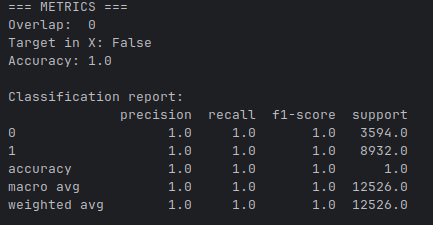 === METRICS ===
Overlap:  0
Target in X: False
Accuracy: 1.0

Classification report:
              precision  recall  f1-score  support
0                   1.0     1.0       1.0   3594.0
1                   1.0     1.0       1.0   8932.0
accuracy            1.0     1.0       1.0      1.0
macro avg           1.0     1.0       1.0  12526.0
weighted avg        1.0     1.0       1.0  12526.0